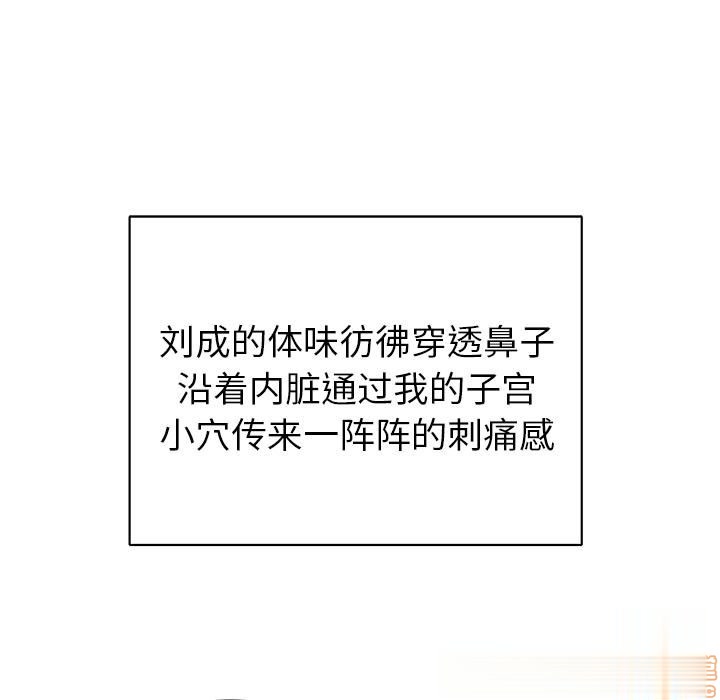 刘成的体味彷彿穿透鼻子
沿着内脏通过我的子宫
小穴传来一阵阵的刺痛感